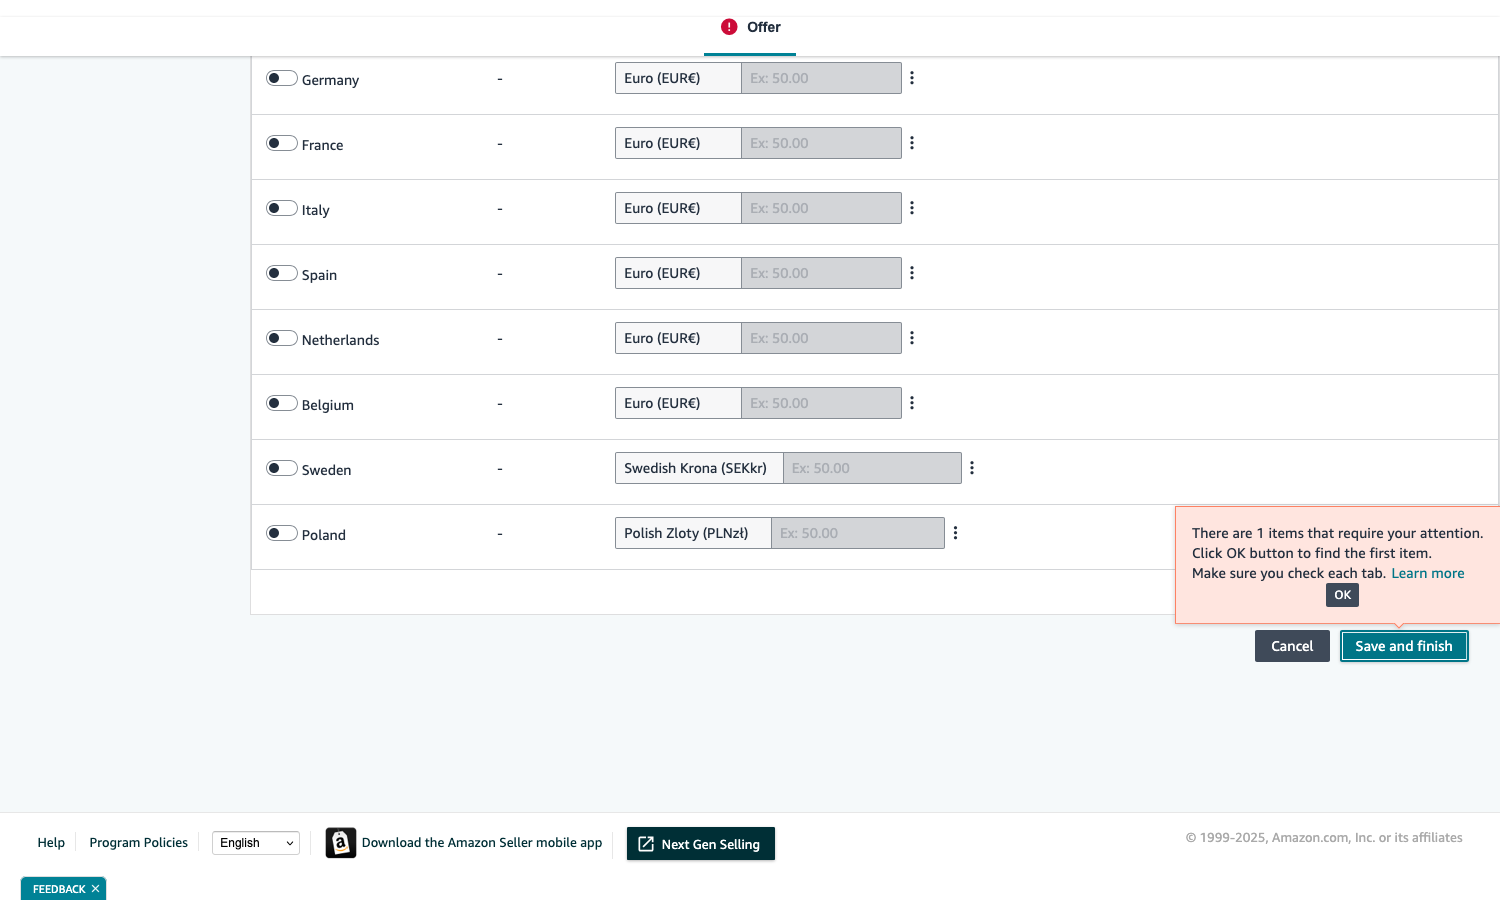 Offer
Germany - Euro (EUR€) Ex: 50.00
France - Euro (EUR€) Ex: 50.00
Italy - Euro (EUR€) Ex: 50.00
Spain - Euro (EUR€) Ex: 50.00
Netherlands - Euro (EUR€) Ex: 50.00
Belgium - Euro (EUR€) Ex: 50.00
Sweden - Swedish Krona (SEKkr) Ex: 50.00
Poland - Polish Zloty (PLNzł) Ex: 50.00
There are 1 items that require your attention.
Click OK button to find the first item.
Make sure you check each tab. Learn more
OK
Cancel Save and finish
Help Program Policies English Download the Amazon Seller mobile app Next Gen Selling © 1999-2025, Amazon.com, Inc. or its affiliates
FEEDBACK